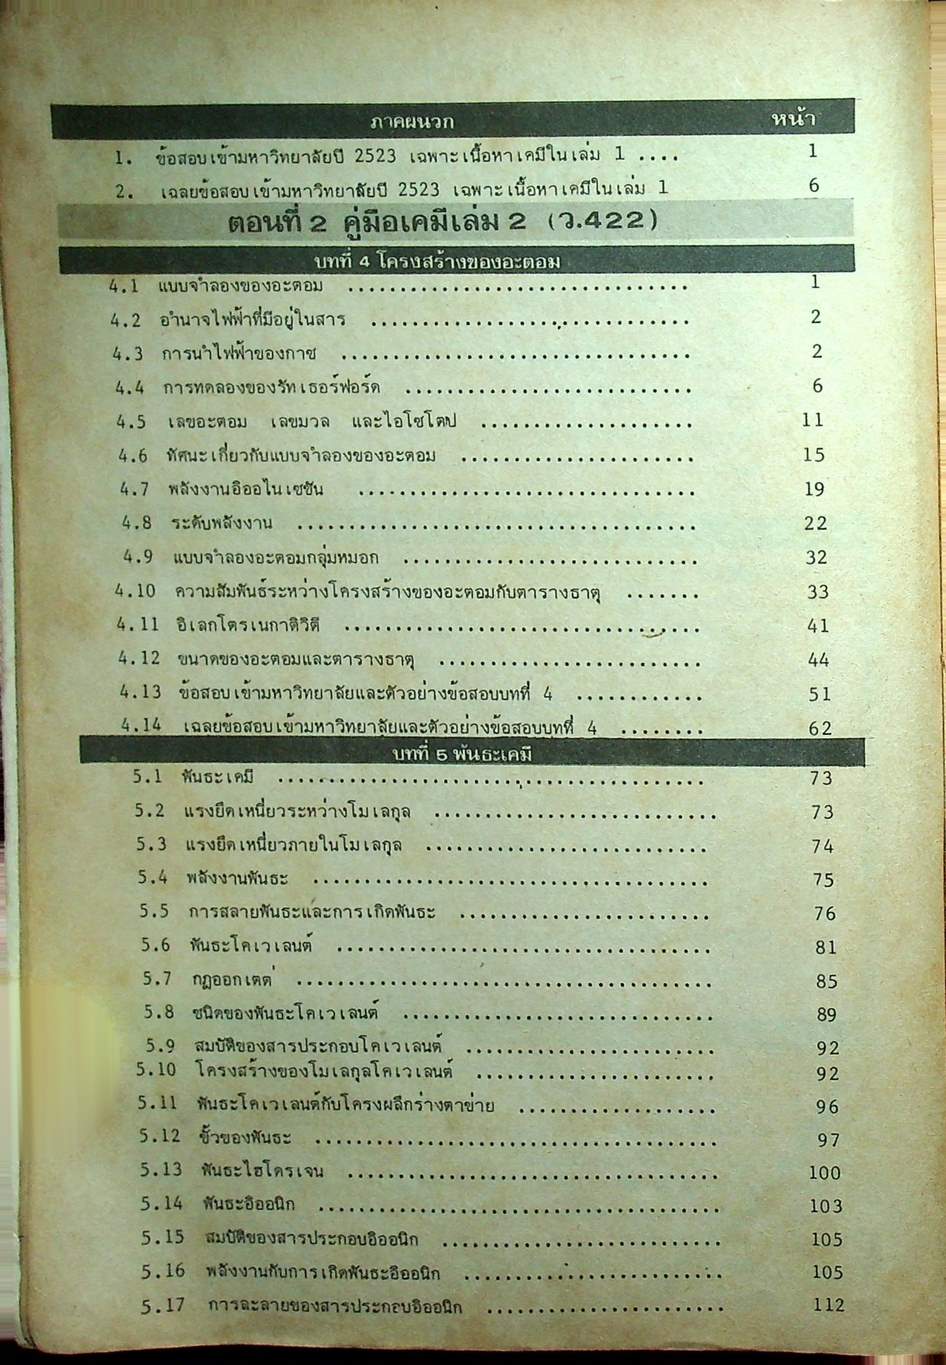 ภาคผนวก หน้า
1. ข้อสอบเข้ามหาวิทยาลัยปี 2523 เฉพาะเนื้อหาเคมีในเล่ม 1 .... 1
2. เฉลยข้อสอบเข้ามหาวิทยาลัยปี 2523 เฉพาะเนื้อหาเคมีในเล่ม 1 6
ตอนที่ 2 คู่มือเคมีเล่ม 2 (ว.422)
บทที่ 4 โครงสร้างของอะตอม
4.1 แบบจำลองของอะตอม ................................. 1
4.2 อำนาจไฟฟ้าที่มีอยู่ในสาร ............................... 2
4.3 การนำไฟฟ้าของกาซ .................................. 2
4.4 การทดลองของรัทเธอร์ฟอร์ด ............................ 6
4.5 เลขอะตอม เลขมวล และไอโซโตป ..................... 11
4.6 ทัศนะเกี่ยวกับแบบจำลองของอะตอม ....................... 15
4.7 พลังงานอิออไนเซชัน ................................. 19
4.8 ระดับพลังงาน ....................................... 22
4.9 แบบจำลองอะตอมกลุ่มหมอก ............................. 32
4.10 ความสัมพันธ์ระหว่างโครงสร้างของอะตอมกับตารางธาตุ ....... 33
4.11 อิเลกโตรเนกาติวิตี ................................... 41
4.12 ขนาดของอะตอมและตารางธาตุ .......................... 44
4.13 ข้อสอบเข้ามหาวิทยาลัยและตัวอย่างข้อสอบบทที่ 4 ............ 51
4.14 เฉลยข้อสอบเข้ามหาวิทยาลัยและตัวอย่างข้อสอบบทที่ 4 ........ 62
บทที่ 5 พันธะเคมี
5.1 พันธะเคมี .......................................... 73
5.2 แรงยึดเหนี่ยวระหว่างโมเลกุล ............................ 73
5.3 แรงยึดเหนี่ยวภายในโมเลกุล ............................ 74
5.4 พลังงานพันธะ ....................................... 75
5.5 การสลายพันธะและการเกิดพันธะ ......................... 76
5.6 พันธะโคเวเลนต์ ..................................... 81
5.7 กฎออกเตต ......................................... 85
5.8 ชนิดของพันธะโคเวเลนต์ ............................... 89
5.9 สมบัติของสารประกอบโคเวเลนต์ ......................... 92
5.10 โครงสร้างของโมเลกุลโคเวเลนต์ ........................ 92
5.11 พันธะโคเวเลนต์กับโครงผลึกร่างตาข่าย .................... 96
5.12 ขั้วของพันธะ ........................................ 97
5.13 พันธะไฮโดรเจน ..................................... 100
5.14 พันธะอิออนิก ........................................ 103
5.15 สมบัติของสารประกอบอิออนิก ........................... 105
5.16 พลังงานกับการเกิดพันธะอิออนิก ......................... 105
5.17 การละลายของสารประกอบอิออนิก ....................... 112